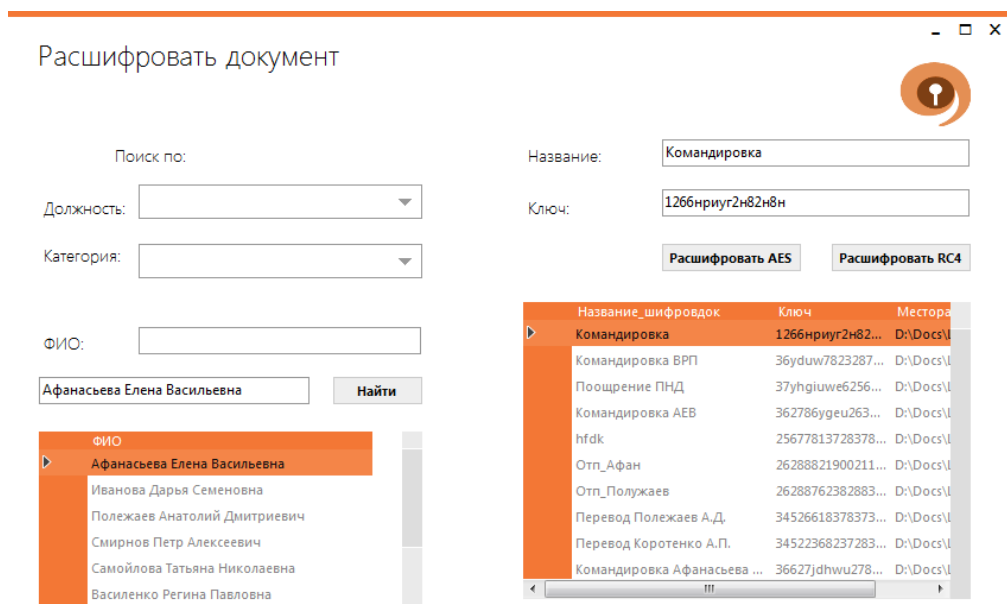 Расшифровать документ
Поиск по:
Должность:
Категория:
ФИО:
Афанасьева Елена Васильевна
Найти
ФИО
Афанасьева Елена Васильевна
Иванова Дарья Семеновна
Полежаев Анатолий Дмитриевич
Смирнов Петр Алексеевич
Самойлова Татьяна Николаевна
Василенко Регина Павловна
Название: Командировка
Ключ: 1266нриуг2н82н8н
Расшифровать AES Расшифровать RC4
Название_шифровдок Ключ Местора
Командировка 1266нриуг2н82... D:\Docs\L
Командировка ВРП 36yduw7823287... D:\Docs\L
Поощрение ПНД 37yhgiuwe6256... D:\Docs\L
Командировка АЕВ 362786ygeu263... D:\Docs\L
hfdk 25677813728378... D:\Docs\L
Отп_Афан 26288821900211... D:\Docs\L
Отп_Полужаев 26288762382883... D:\Docs\L
Перевод Полежаев А.Д. 34526618378373... D:\Docs\L
Перевод Коротенко А.П. 34522368237283... D:\Docs\L
Командировка Афанасьева ... 36627jdhwu278... D:\Docs\L